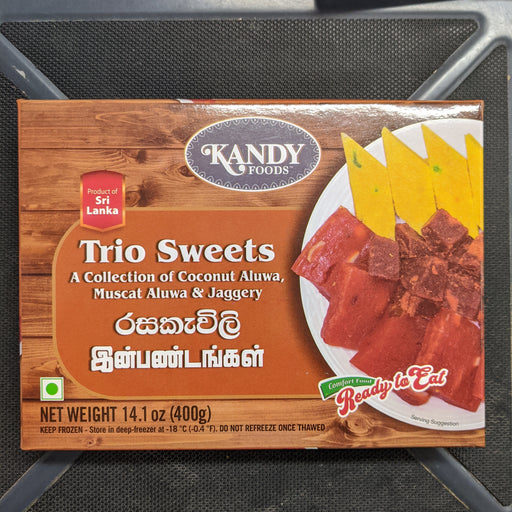 KANDY
FOODS™
Product of
Sri
Lanka
Trio Sweets
A Collection of Coconut Aluwa,
Muscat Aluwa & Jaggery
රසකැවිලි
இன்பண்டங்கள்
Comfort Food
Ready to Eat
NET WEIGHT 14.1 oz (400g)
KEEP FROZEN - Store in deep-freezer at -18 °C (-0.4 °F). DO NOT REFREEZE ONCE THAWED
Serving Suggestion